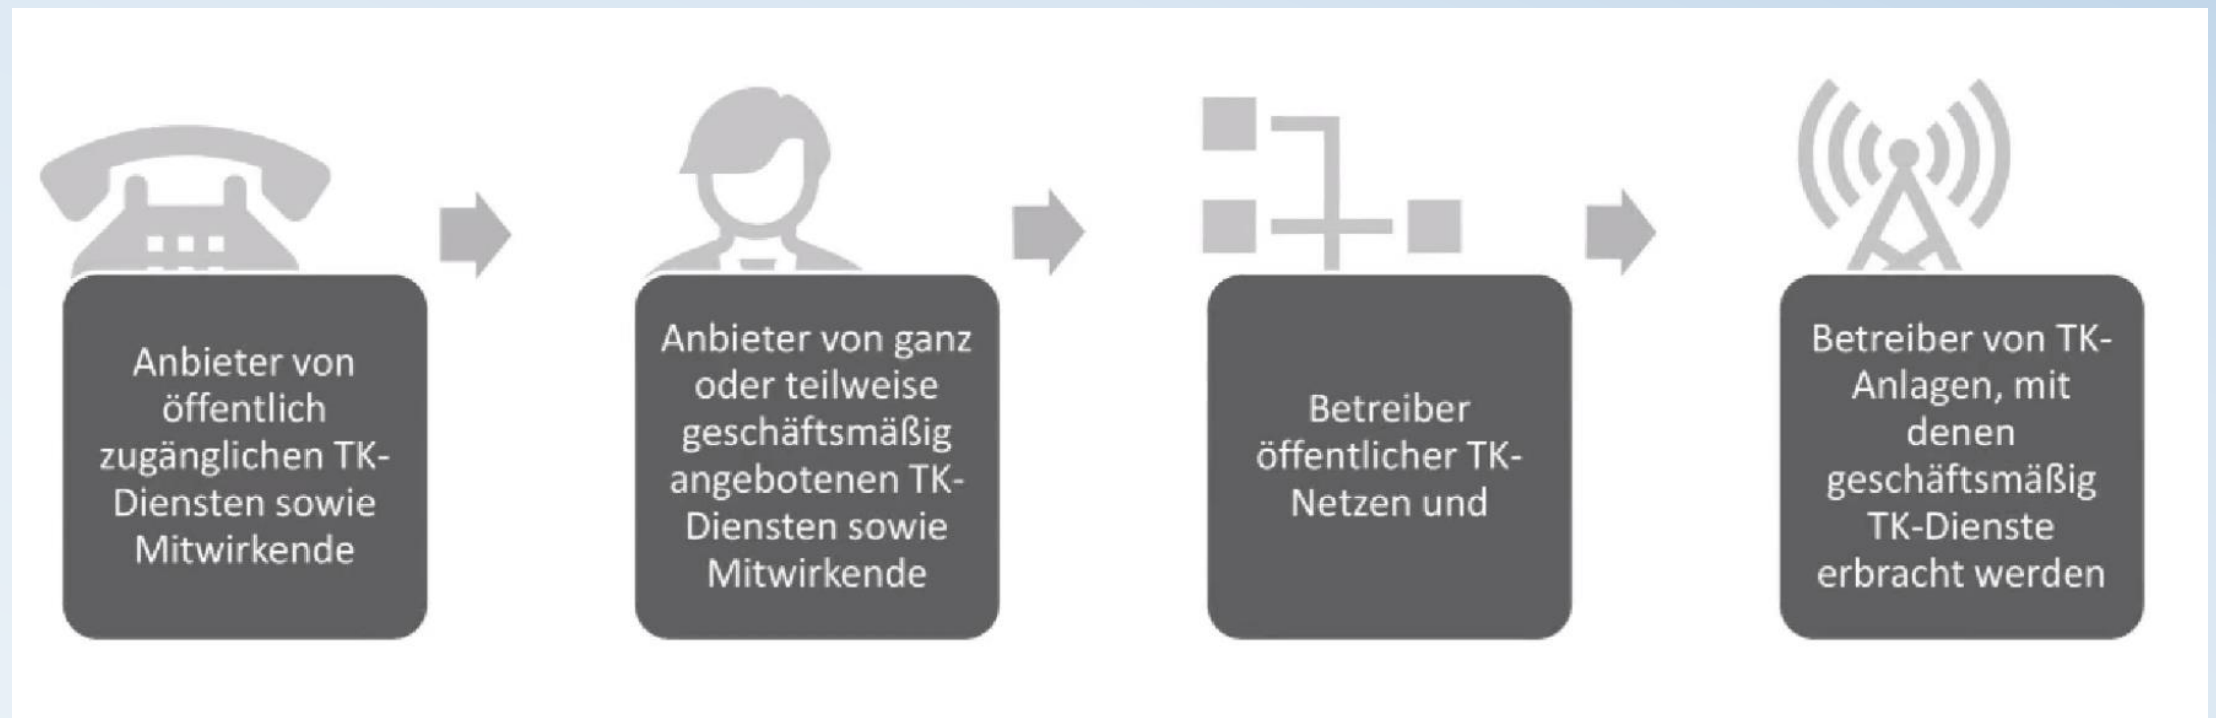 Anbieter von
öffentlich
zugänglichen TK-
Diensten sowie
Mitwirkende
Anbieter von ganz
oder teilweise
geschäftsmäßig
angebotenen TK-
Diensten sowie
Mitwirkende
Betreiber
öffentlicher TK-
Netzen und
Betreiber von TK-
Anlagen, mit
denen
geschäftsmäßig
TK-Dienste
erbracht werden